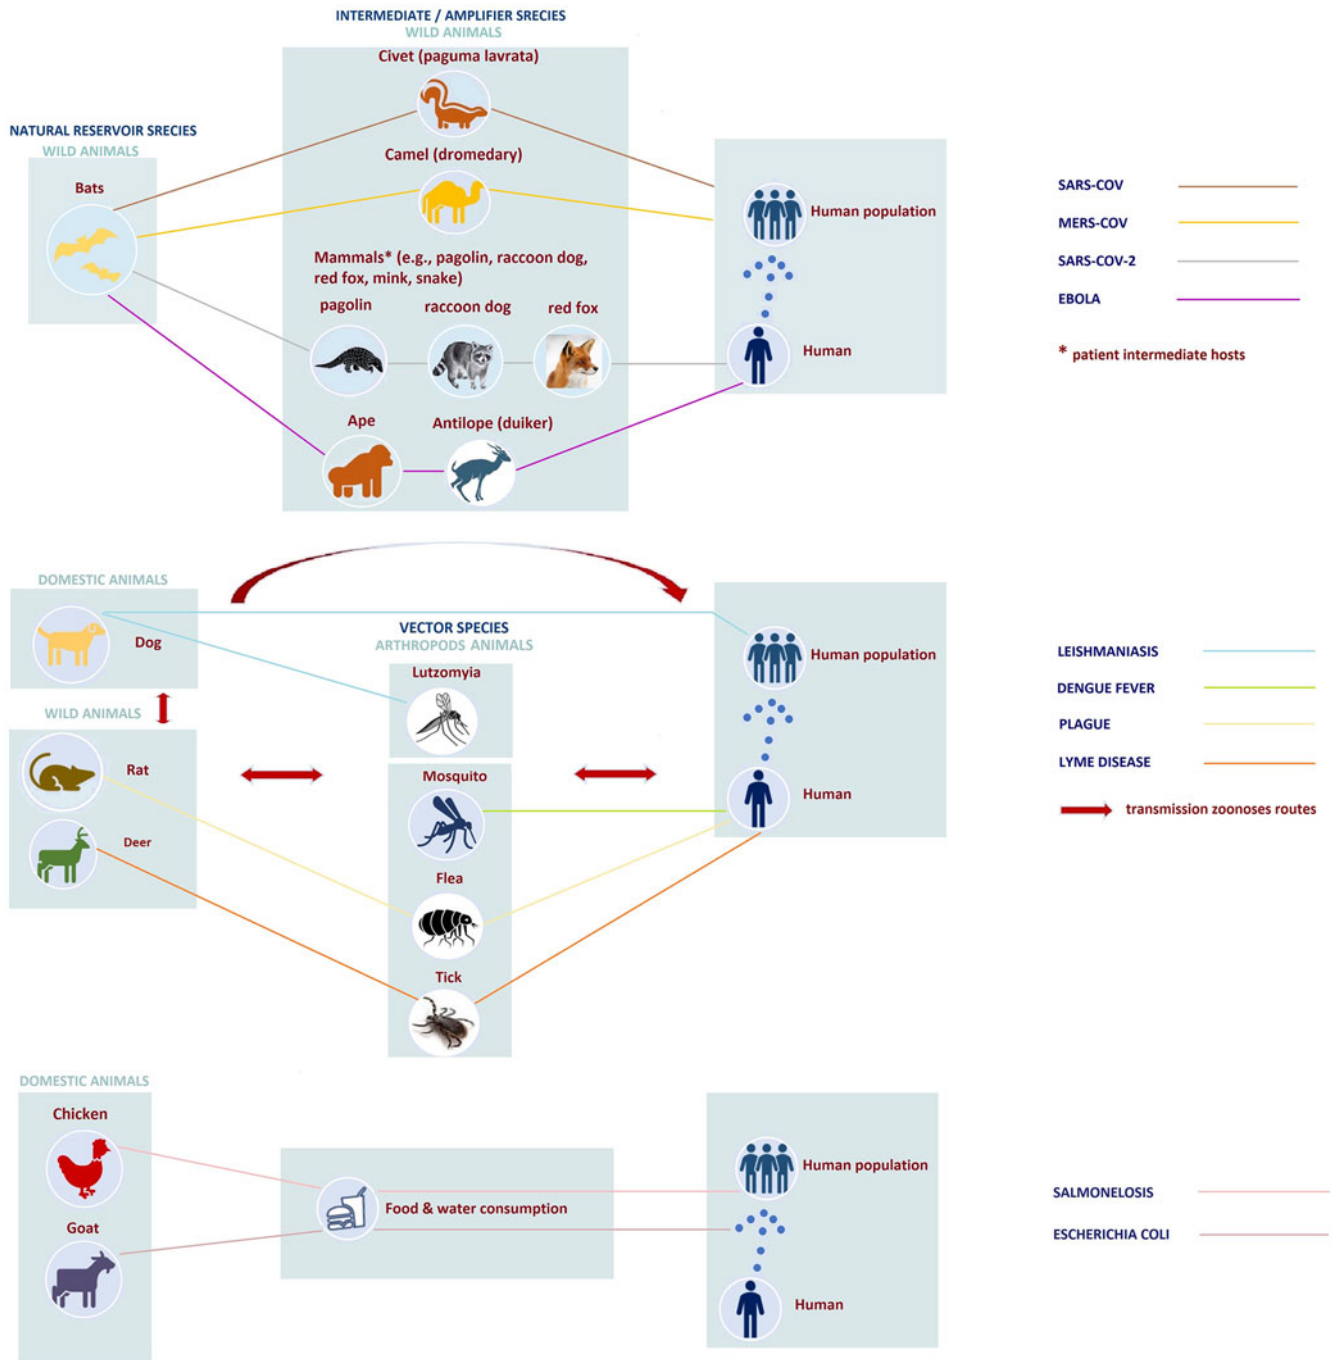 INTERMEDIATE / AMPLIFIER SRECIES
WILD ANIMALS
Civet (paguma lavrata)
NATURAL RESERVOIR SRECIES
WILD ANIMALS
Bats
Camel (dromedary)
Mammals* (e.g., pagolin, raccoon dog,
red fox, mink, snake)
pagolin
raccoon dog
red fox
Ape
Antilope (duiker)
Human population
Human
SARS-COV
MERS-COV
SARS-COV-2
EBOLA
* patient intermediate hosts
DOMESTIC ANIMALS
Dog
WILD ANIMALS
Rat
Deer
VECTOR SPECIES
ARTHROPODS ANIMALS
Lutzomyia
Mosquito
Flea
Tick
Human population
Human
LEISHMANIASIS
DENGUE FEVER
PLAGUE
LYME DISEASE
transmission zoonoses routes
DOMESTIC ANIMALS
Chicken
Goat
Food & water consumption
Human population
Human
SALMONELOSIS
ESCHERICHIA COLI